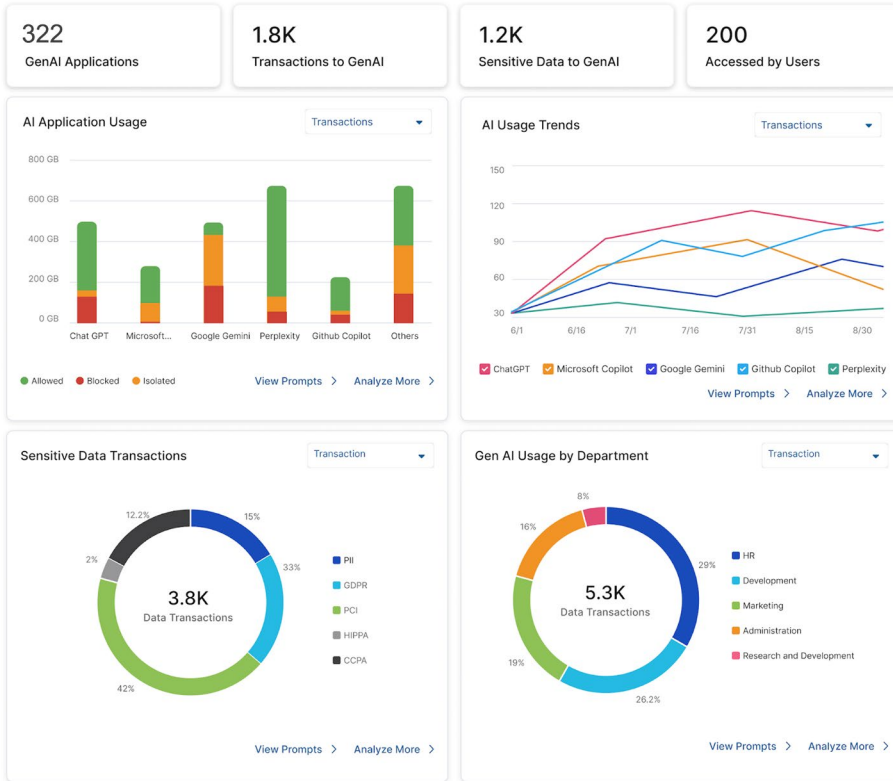 322
GenAI Applications
1.8K
Transactions to GenAI
1.2K
Sensitive Data to GenAI
200
Accessed by Users
AI Application Usage
Transactions
800 GB
600 GB
400 GB
200 GB
0 GB
Chat GPT Microsoft... Google Gemini Perplexity Github Copilot Others
Allowed Blocked Isolated
View Prompts > Analyze More >
AI Usage Trends
Transactions
150
120
90
60
30
6/1 6/16 7/1 7/16 7/31 8/15 8/30
ChatGPT Microsoft Copilot Google Gemini Github Copilot Perplexity
View Prompts > Analyze More >
Sensitive Data Transactions
Transaction
12.2%
15%
2%
33%
42%
3.8K
Data Transactions
PII
GDPR
PCI
HIPPA
CCPA
View Prompts > Analyze More >
Gen AI Usage by Department
Transaction
8%
16%
29%
19%
26.2%
5.3K
Data Transactions
HR
Development
Marketing
Administration
Research and Development
View Prompts > Analyze More >